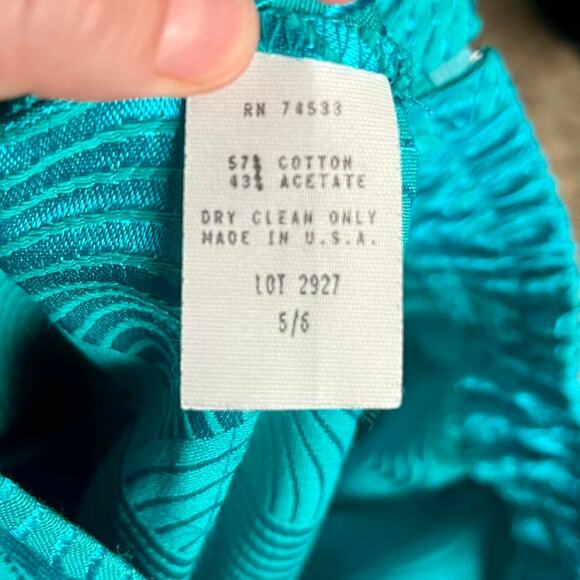 RN 74533
57% COTTON
43% ACETATE
DRY CLEAN ONLY
MADE IN U.S.A.
LOT 2927
5/6